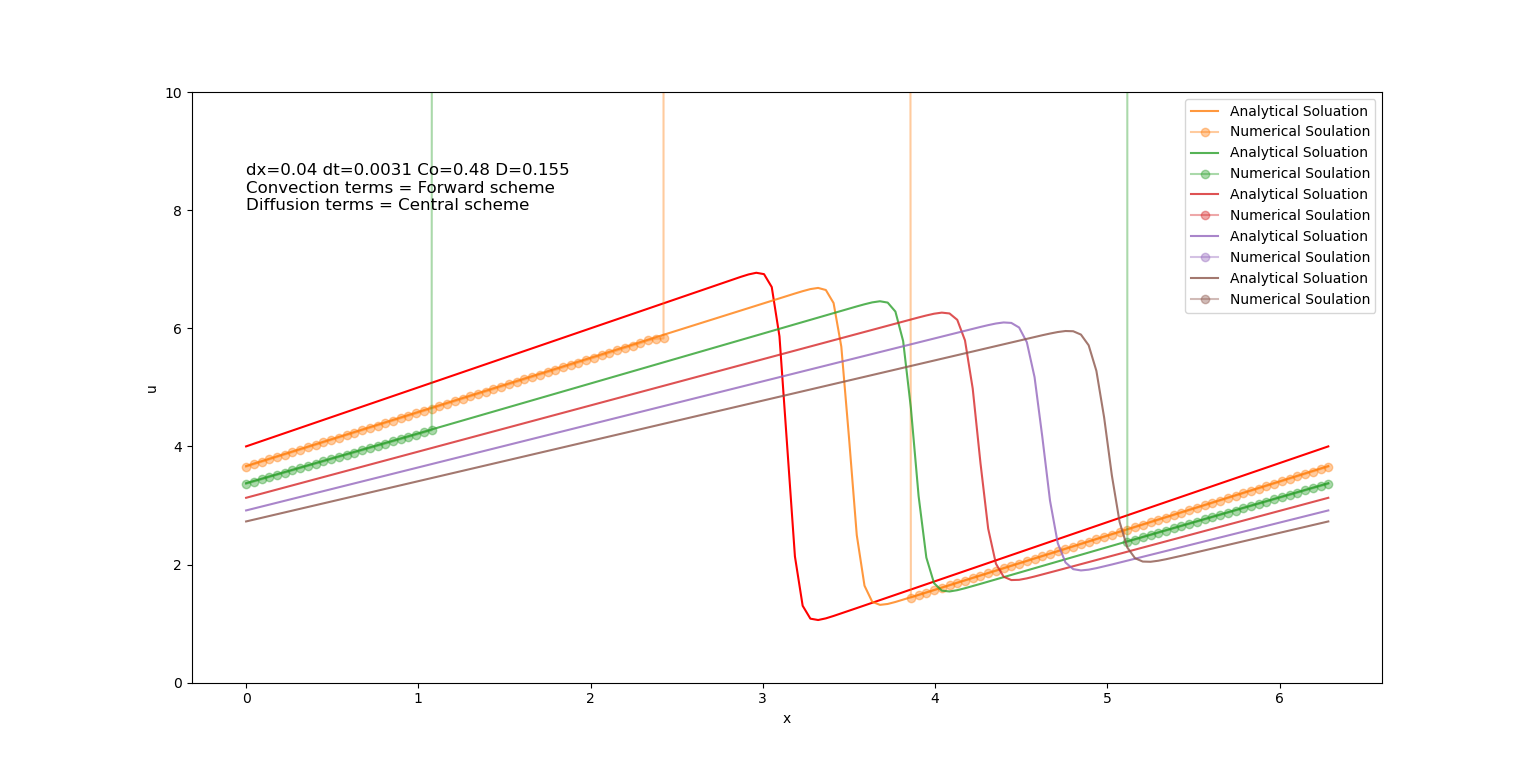 10
8
6
4
2
0
u
dx=0.04 dt=0.0031 Co=0.48 D=0.155
Convection terms = Forward scheme
Diffusion terms = Central scheme
Analytical Soluation
Numerical Soulation
Analytical Soluation
Numerical Soulation
Analytical Soluation
Numerical Soulation
Analytical Soluation
Numerical Soulation
Analytical Soluation
Numerical Soulation
0 1 2 3 4 5 6
x